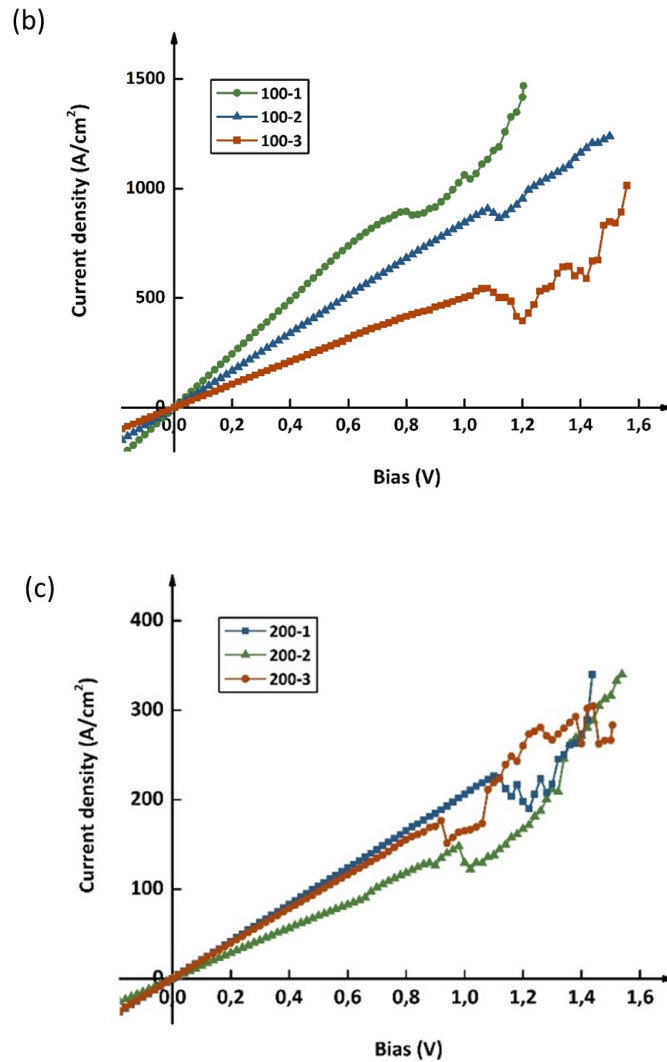 (b)
1500
100-1
100-2
100-3
1000
Current density (A/cm²)
500
0
0,0 0,2 0,4 0,6 0,8 1,0 1,2 1,4 1,6
Bias (V)
(c)
400
200-1
200-2
200-3
300
Current density (A/cm²)
200
100
0
0,0 0,2 0,4 0,6 0,8 1,0 1,2 1,4 1,6
Bias (V)